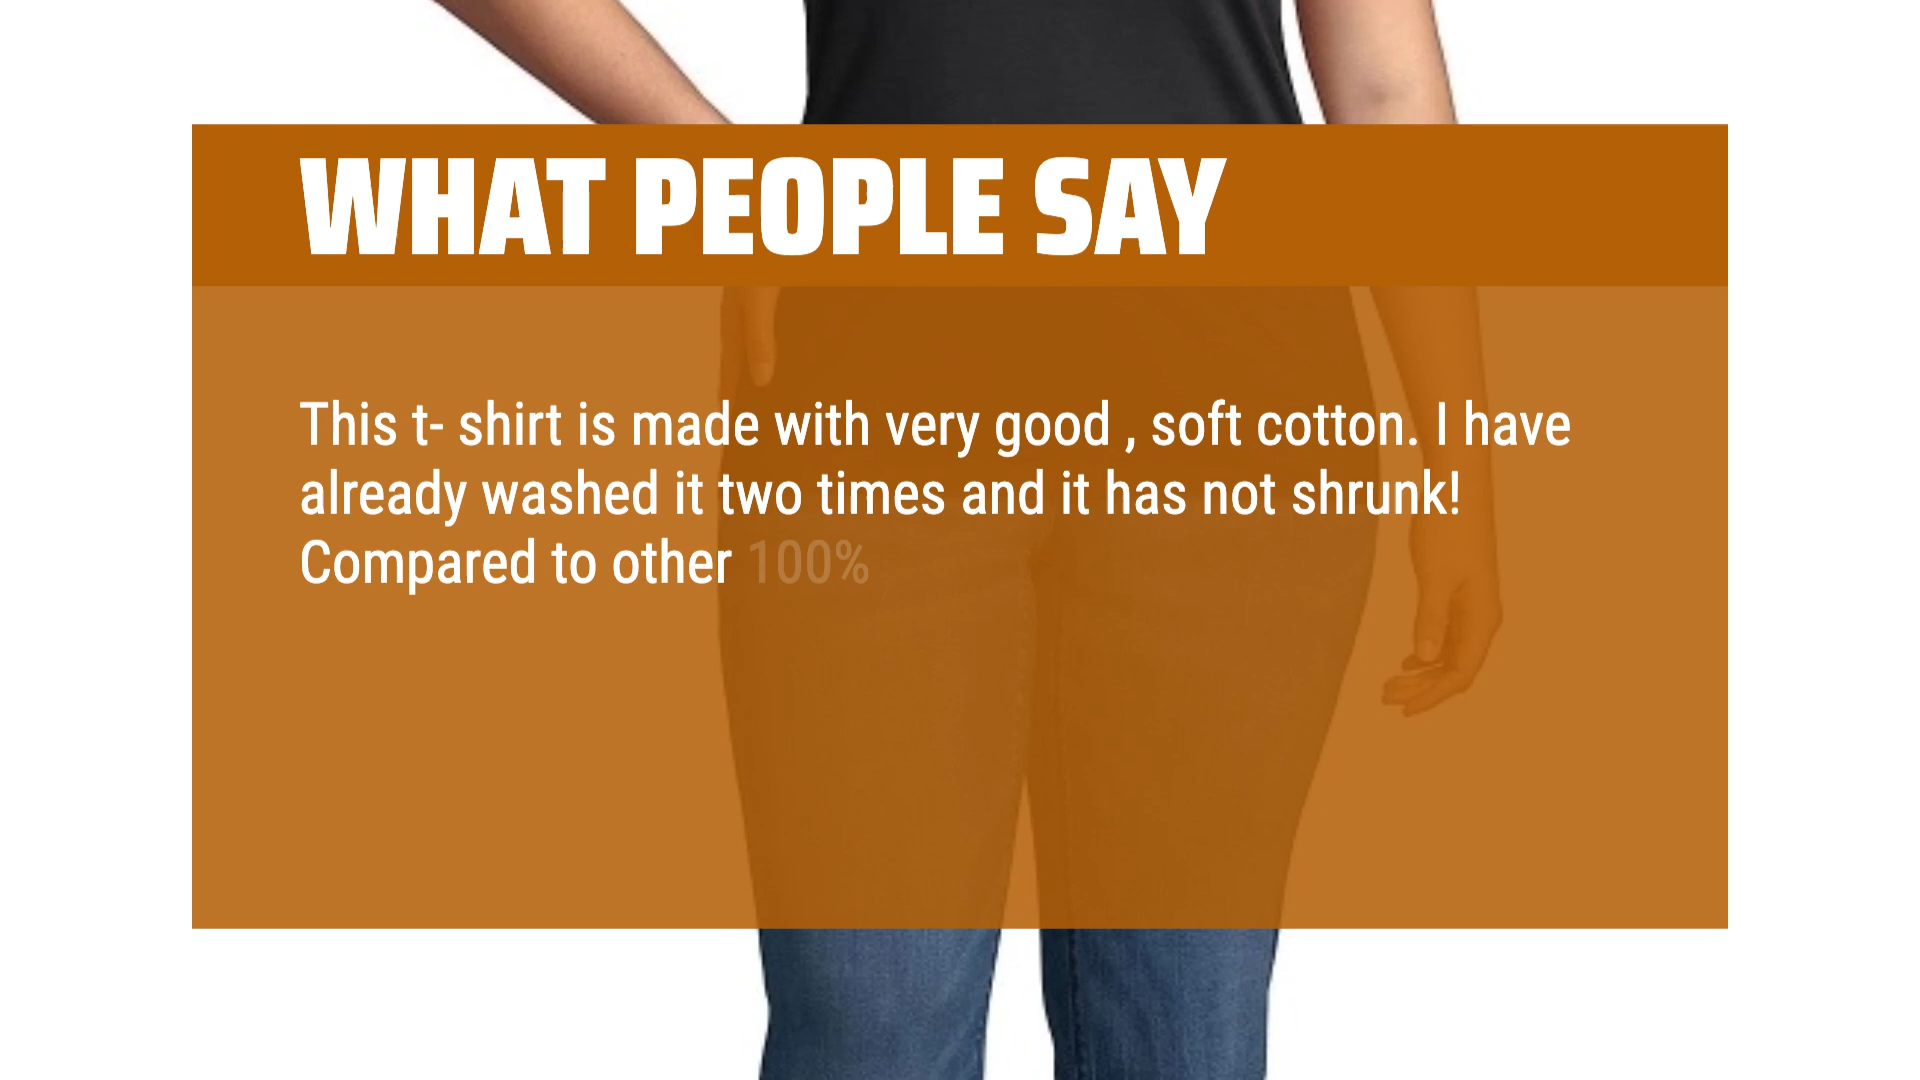 WHAT PEOPLE SAY
This t- shirt is made with very good , soft cotton. I have
already washed it two times and it has not shrunk!
Compared to other 100%